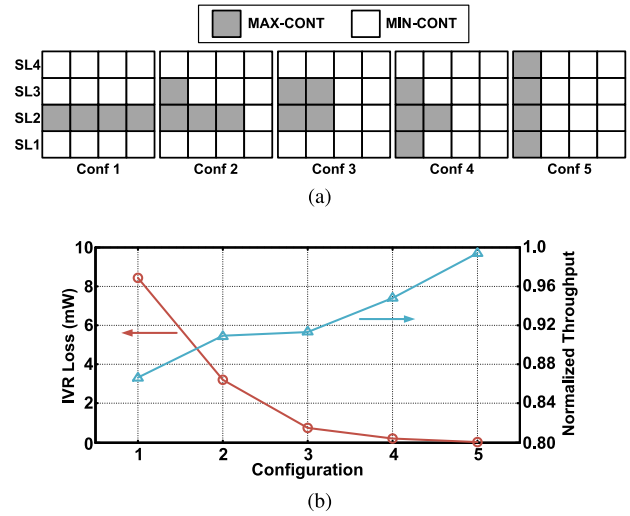 MAX-CONT MIN-CONT
SL4
SL3
SL2
SL1
Conf 1 Conf 2 Conf 3 Conf 4 Conf 5
(a)
10 1.0
8 0.96
6 0.92
4 0.88
2 0.84
0 0.80
IVR Loss (mW)
Normalized Throughput
1 2 3 4 5
Configuration
(b)